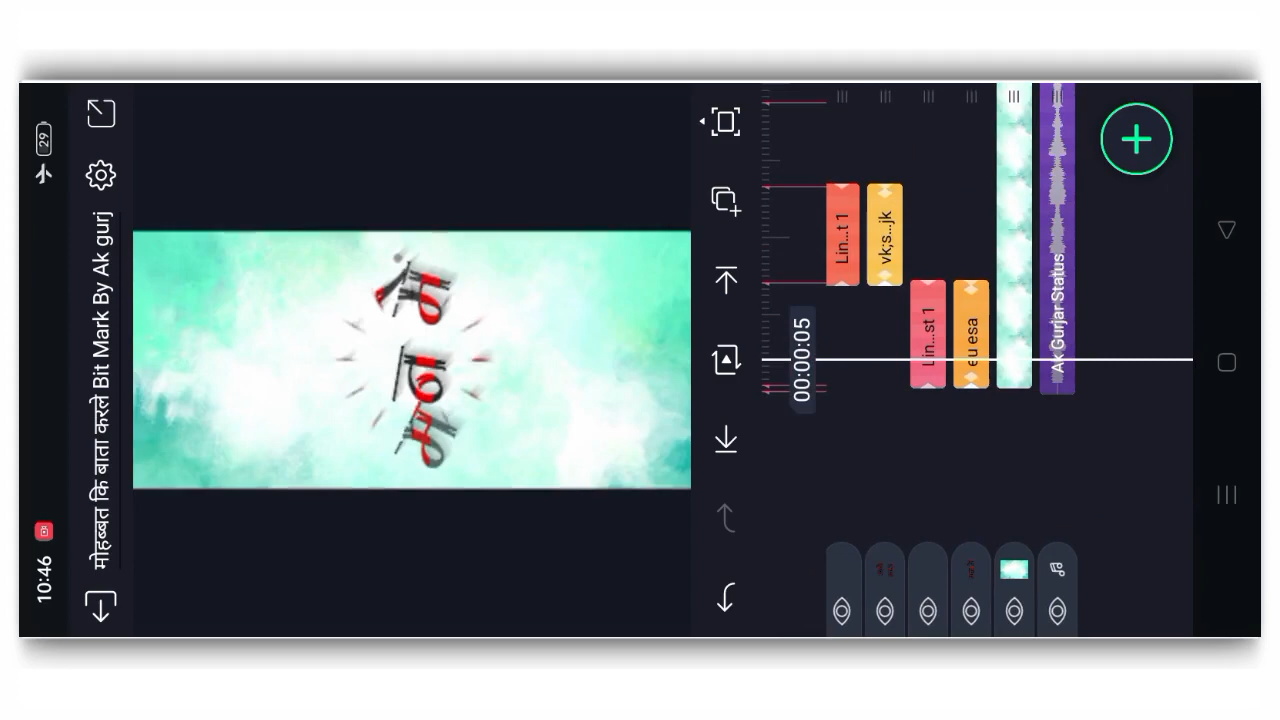 10:46
29
मोहब्बत कि बाता करले Bit Mark By Ak gurj
00:00:05
Lin...t 1
vk;s...jk
Lin...st 1
eu esa
Ak Gurjar Status